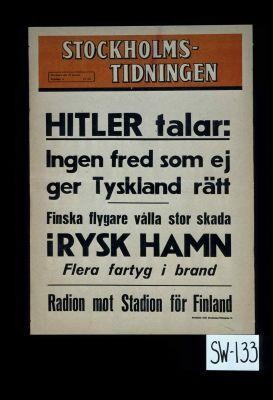 STOCKHOLMS-
TIDNINGEN
HITLER talar:
Ingen fred som ej
ger Tyskland rätt
Finska flygare vålla stor skada
i RYSK HAMN
Flera fartyg i brand
Radion mot Stadion för Finland
SW-133